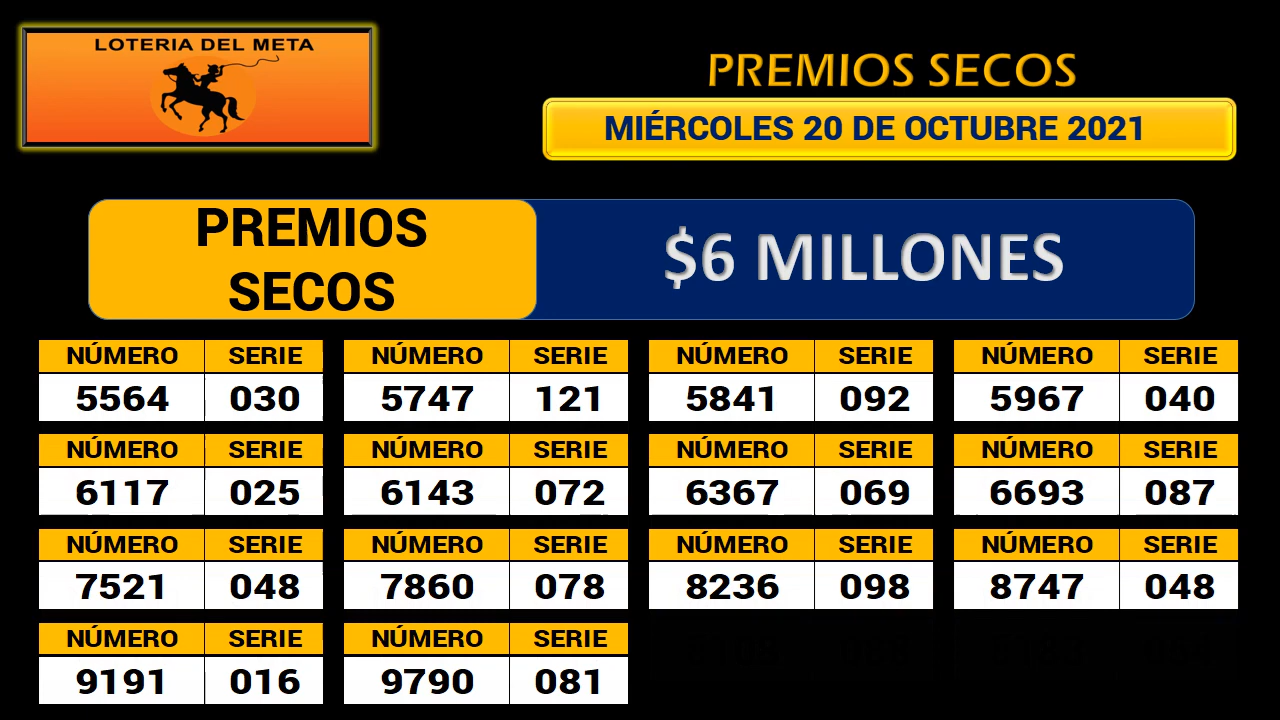 LOTERIA DEL META
PREMIOS SECOS
MIÉRCOLES 20 DE OCTUBRE 2021
PREMIOS
SECOS
$6 MILLONES
NÚMERO SERIE NÚMERO SERIE NÚMERO SERIE NÚMERO SERIE
5564 030 5747 121 5841 092 5967 040
NÚMERO SERIE NÚMERO SERIE NÚMERO SERIE NÚMERO SERIE
6117 025 6143 072 6367 069 6693 087
NÚMERO SERIE NÚMERO SERIE NÚMERO SERIE NÚMERO SERIE
7521 048 7860 078 8236 098 8747 048
NÚMERO SERIE NÚMERO SERIE
9191 016 9790 081